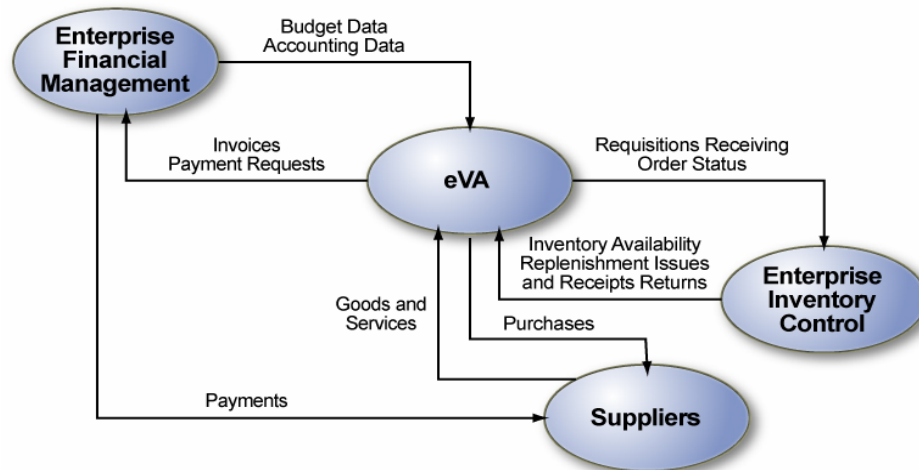 Enterprise
Financial
Management
Budget Data
Accounting Data
Invoices
Payment Requests
eVA
Requisitions Receiving
Order Status
Inventory Availability
Replenishment Issues
and Receipts Returns
Enterprise
Inventory
Control
Goods and
Services
Purchases
Payments
Suppliers